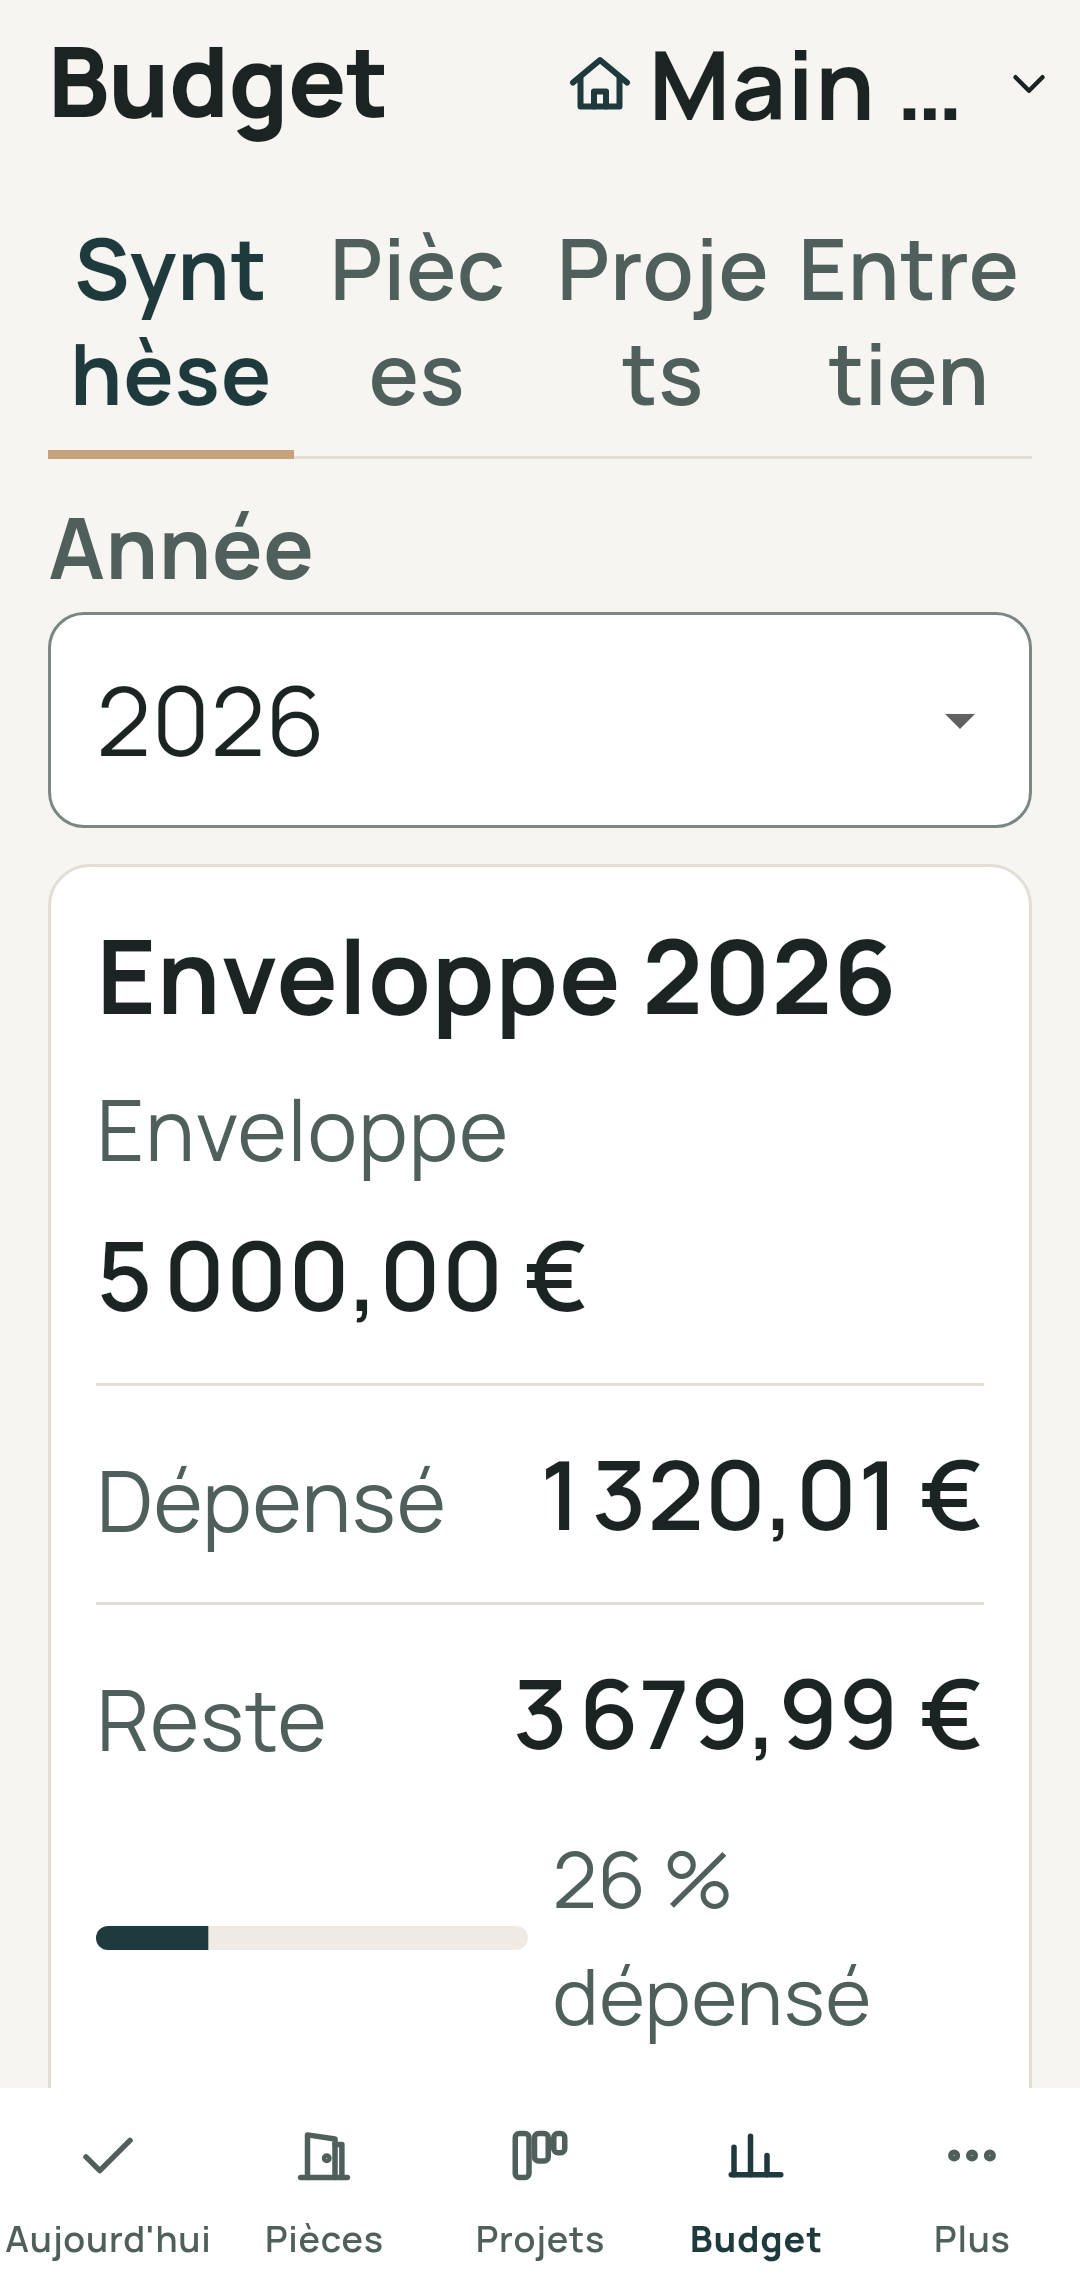 Budget
Main ...
Synt
hèse
Pièc
es
Proje
ts
Entre
tien
Année
2026
Enveloppe 2026
Enveloppe
5 000,00 €
Dépensé
1 320,01 €
Reste
3 679,99 €
26 %
dépensé
Aujourd'hui
Pièces
Projets
Budget
Plus